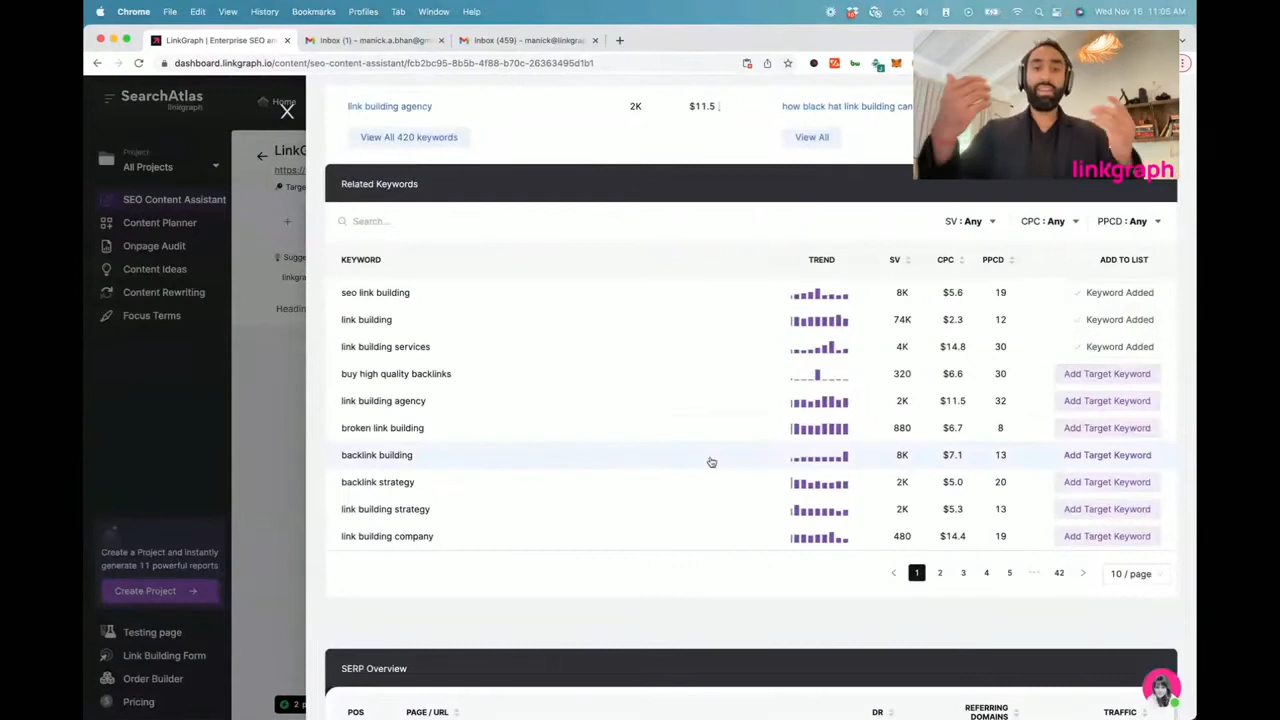 Chrome File Edit View History Bookmarks Profiles Tab Window Help Wed Nov 16 11:05 AM
LinkGraph | Enterprise SEO an Inbox (1) - manick.a.bhan@gm Inbox (459) - manick@linkgrap
dashboard.linkgraph.io/content/seo-content-assistant/fcb2bc95-8b5b-4f88-b70c-26363495d1b1
SearchAtlas
linkgraph
Home
Project:
All Projects
SEO Content Assistant
Content Planner
Onpage Audit
Content Ideas
Content Rewriting
Focus Terms
Create a Project and instantly
generate 11 powerful reports
Create Project
Testing page
Link Building Form
Order Builder
Pricing
LinkG
https://
Targe
Sugge
linkgra
Headin
2 p
link building agency 2K $11.5 how black hat link building can
View All 420 keywords View All
linkgraph
Related Keywords
Search... SV : Any CPC : Any PPCD : Any
KEYWORD TREND SV CPC PPCD ADD TO LIST
seo link building 8K $5.6 19 Keyword Added
link building 74K $2.3 12 Keyword Added
link building services 4K $14.8 30 Keyword Added
buy high quality backlinks 320 $6.6 30 Add Target Keyword
link building agency 2K $11.5 32 Add Target Keyword
broken link building 880 $6.7 8 Add Target Keyword
backlink building 8K $7.1 13 Add Target Keyword
backlink strategy 2K $5.0 20 Add Target Keyword
link building strategy 2K $5.3 13 Add Target Keyword
link building company 480 $14.4 19 Add Target Keyword
1 2 3 4 5 ••• 42 10 / page
SERP Overview
POS PAGE / URL DR REFERRING DOMAINS TRAFFIC